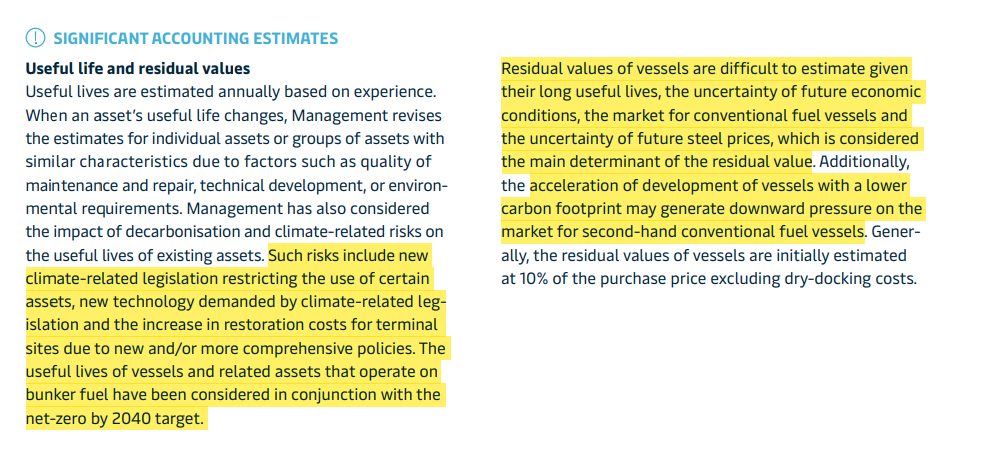 SIGNIFICANT ACCOUNTING ESTIMATES
Useful life and residual values
Useful lives are estimated annually based on experience.
When an asset's useful life changes, Management revises
the estimates for individual assets or groups of assets with
similar characteristics due to factors such as quality of
maintenance and repair, technical development, or environ-
mental requirements. Management has also considered
the impact of decarbonisation and climate-related risks on
the useful lives of existing assets. Such risks include new
climate-related legislation restricting the use of certain
assets, new technology demanded by climate-related leg-
islation and the increase in restoration costs for terminal
sites due to new and/or more comprehensive policies. The
useful lives of vessels and related assets that operate on
bunker fuel have been considered in conjunction with the
net-zero by 2040 target.
Residual values of vessels are difficult to estimate given
their long useful lives, the uncertainty of future economic
conditions, the market for conventional fuel vessels and
the uncertainty of future steel prices, which is considered
the main determinant of the residual value. Additionally,
the acceleration of development of vessels with a lower
carbon footprint may generate downward pressure on the
market for second-hand conventional fuel vessels. Gener-
ally, the residual values of vessels are initially estimated
at 10% of the purchase price excluding dry-docking costs.